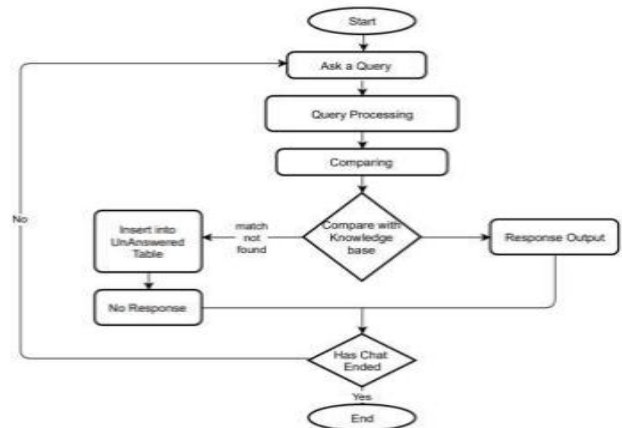 Start
Ask a Query
Query Processing
Comparing
No
Insert into
UnAnswered
Table
match
not
found
Compare with
Knowledge
base
Response Output
No Response
Has Chat
Ended
Yes
End